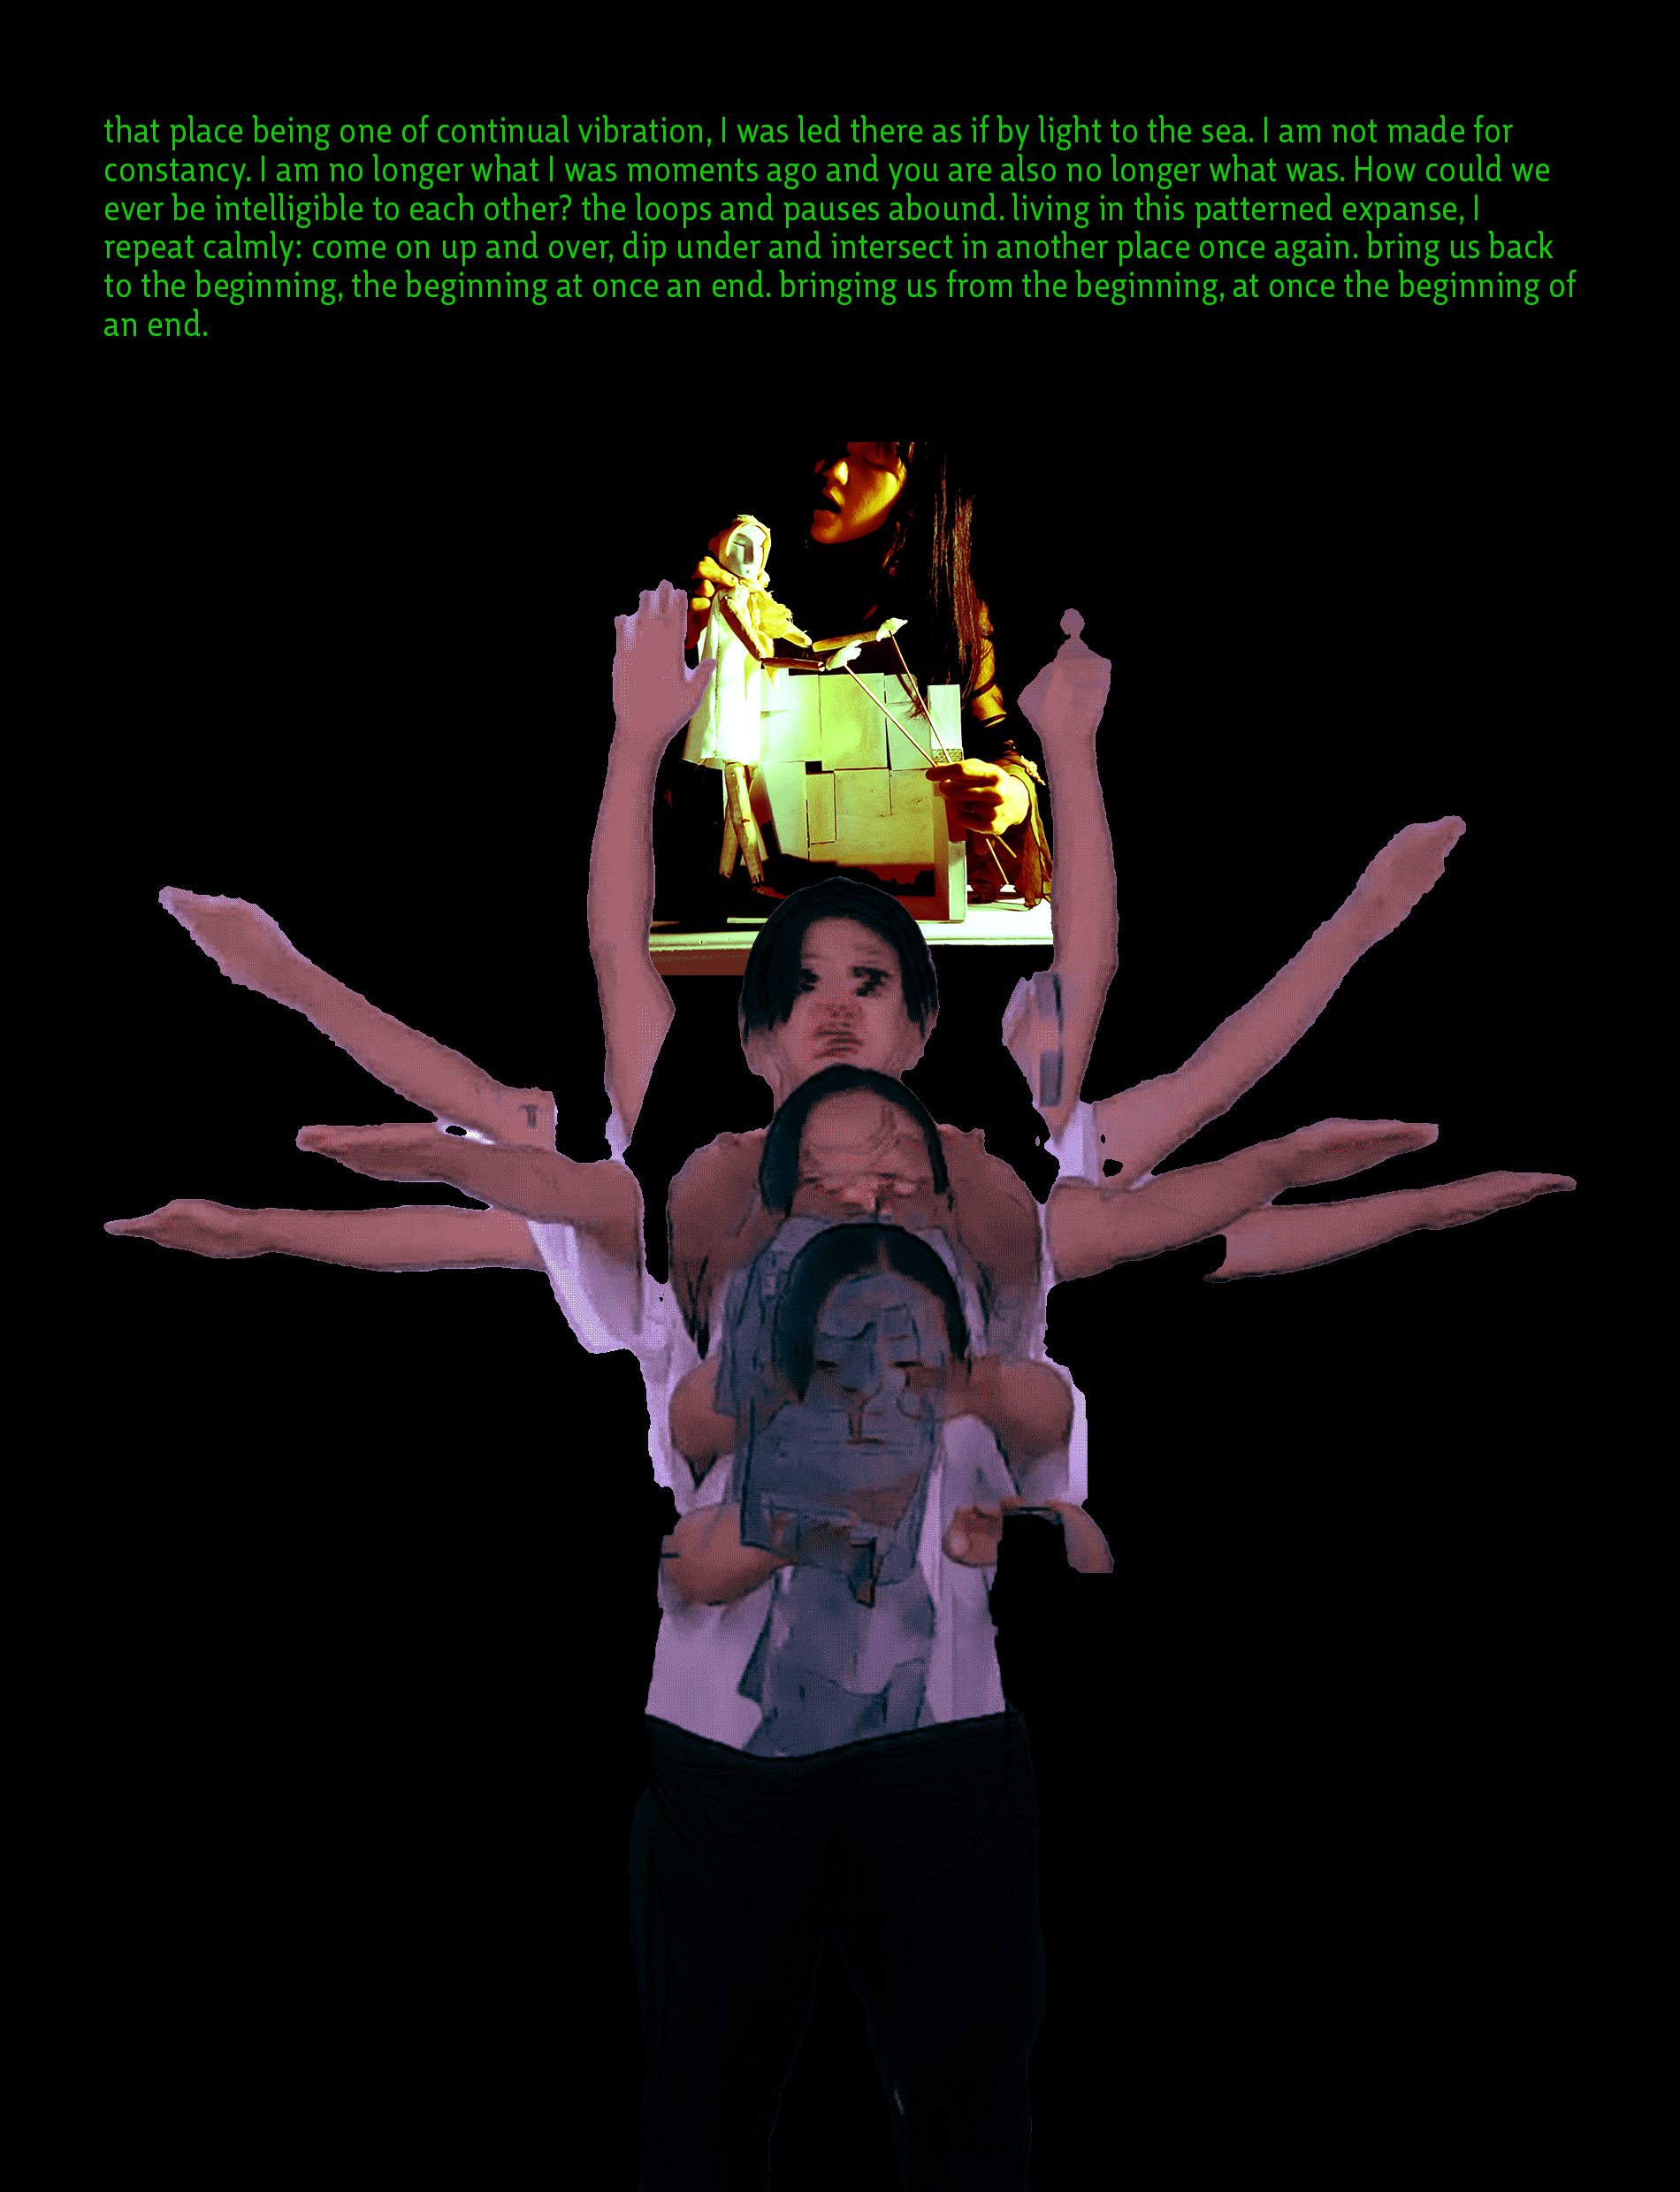 that place being one of continual vibration, I was led there as if by light to the sea. I am not made for
constancy. I am no longer what I was moments ago and you are also no longer what was. How could we
ever be intelligible to each other? the loops and pauses abound. living in this patterned expanse, I
repeat calmly: come on up and over, dip under and intersect in another place once again. bring us back
to the beginning, the beginning at once an end. bringing us from the beginning, at once the beginning of
an end.